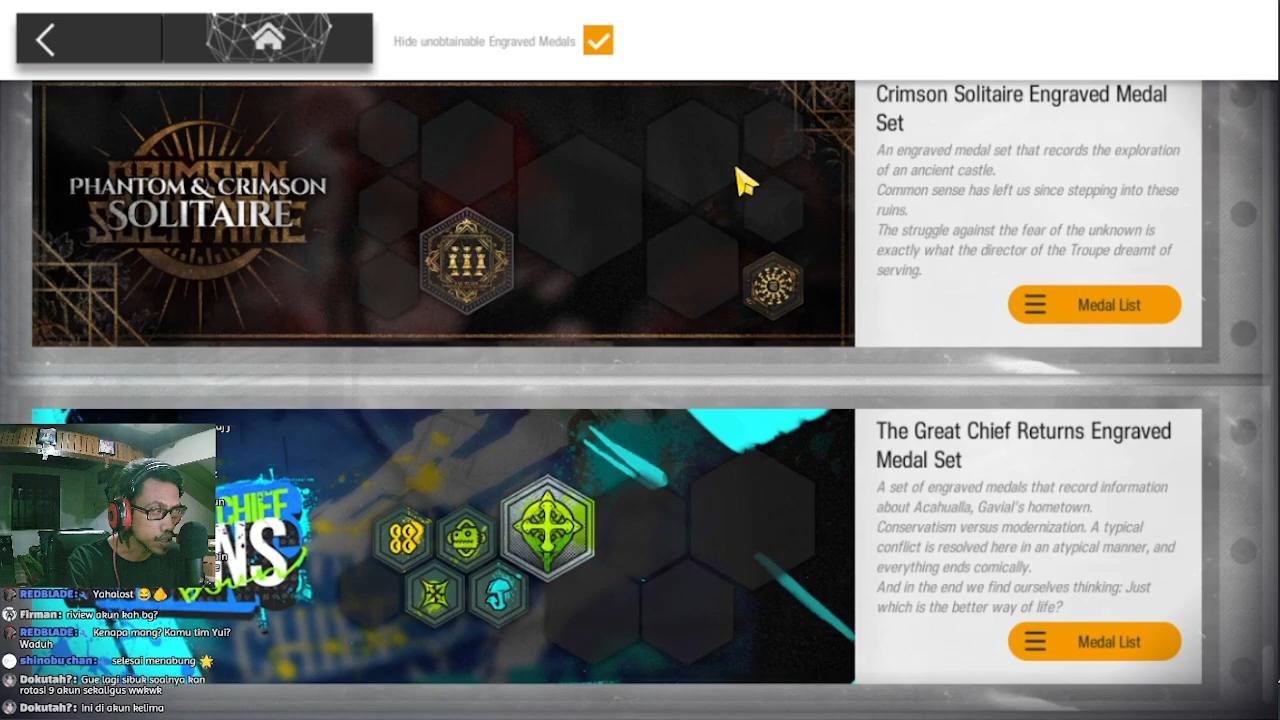 Hide unobtainable Engraved Medals
CRIMSON
PHANTOM & CRIMSON
SOLITAIRE
SOLITAIRE
Crimson Solitaire Engraved Medal
Set
An engraved medal set that records the exploration
of an ancient castle.
Common sense has left us since stepping into these
ruins.
The struggle against the fear of the unknown is
exactly what the director of the Troupe dreamt of
serving.
Medal List
CHIEF
NS
The Great Chief Returns Engraved
Medal Set
A set of engraved medals that record information
about Acahualla, Gavial's hometown.
Conservatism versus modernization. A typical
conflict is resolved here in an atypical manner, and
everything ends comically.
And in the end we find ourselves thinking: Just
which is the better way of life?
Medal List
REDBLADE: Yahalost 😂
Firman: riview akun kah bg?
REDBLADE: Kenapa mang? Kamu tim Yui?
Waduh
shinobu chan: selesai menabung 🌟
Dokutah?: Gue lagi sibuk soalnya kan
rotasi 9 akun sekaligus wwkwk
Dokutah?: Ini di akun kelima